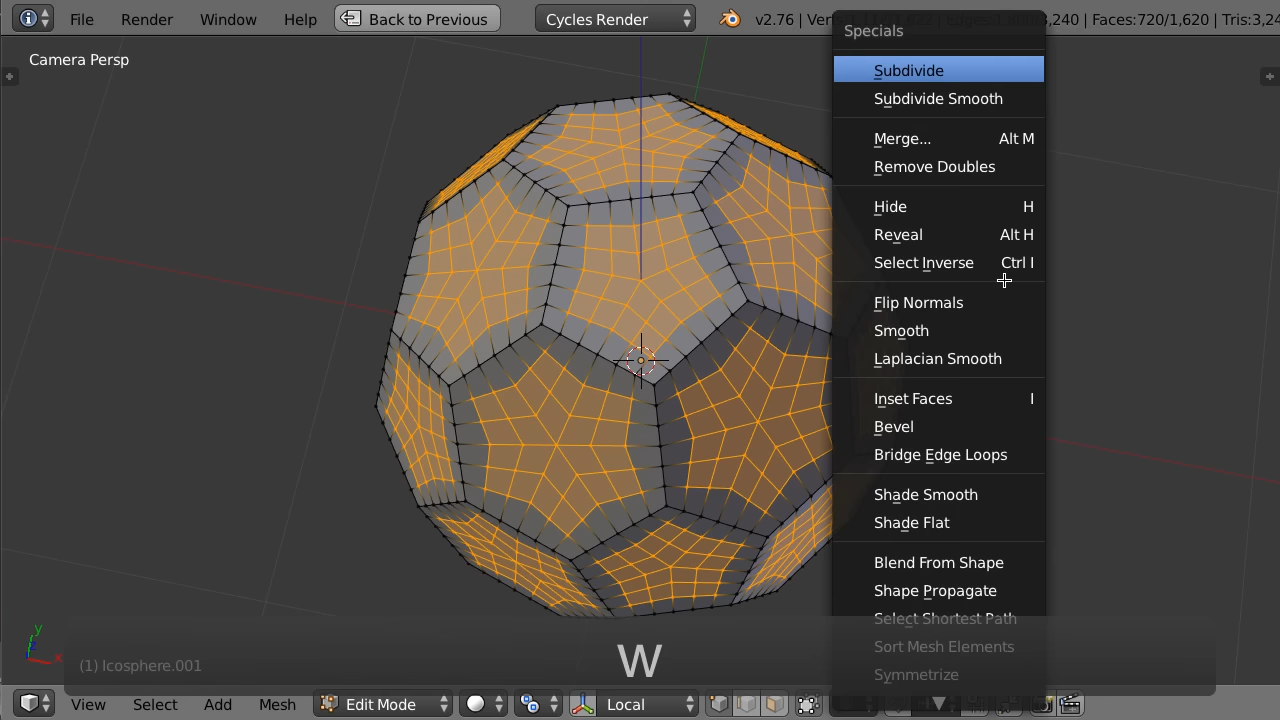 File Render Window Help Back to Previous Cycles Render v2.76 | Faces:720/1,620 | Tris:3,24
Camera Persp
Specials
Subdivide
Subdivide Smooth
Merge... Alt M
Remove Doubles
Hide H
Reveal Alt H
Select Inverse Ctrl I
Flip Normals
Smooth
Laplacian Smooth
Inset Faces I
Bevel
Bridge Edge Loops
Shade Smooth
Shade Flat
Blend From Shape
Shape Propagate
Select Shortest Path
Sort Mesh Elements
Symmetrize
y
z
x
(1) Icosphere.001
W
View Select Add Mesh Edit Mode Local